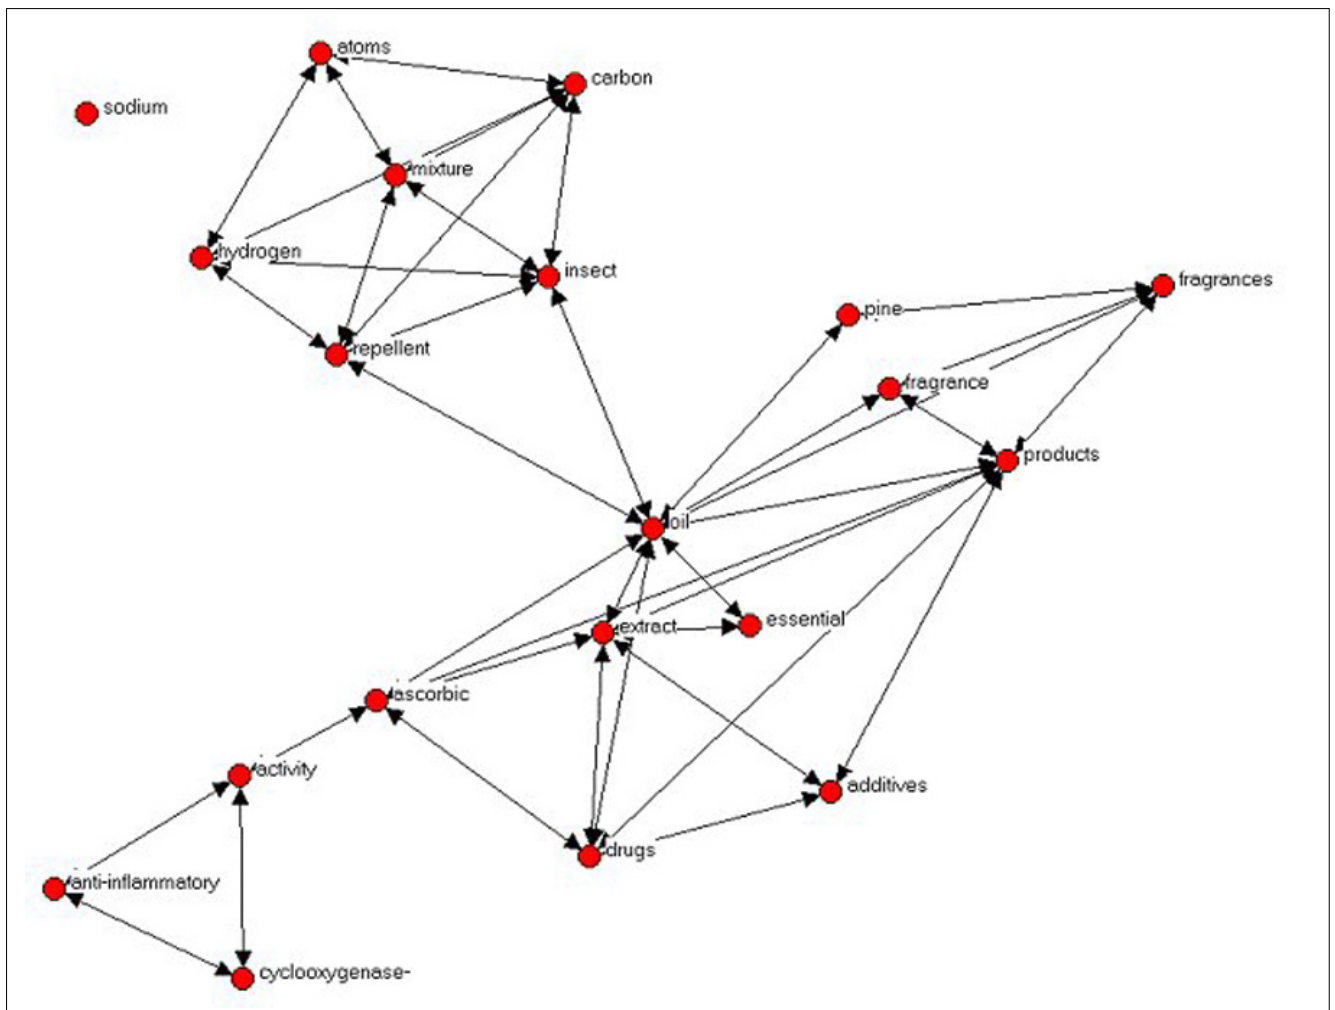 atoms
carbon
sodium
mixture
hydrogen
insect
fragrances
pine
repellent
fragrance
products
oil
essential
extract
ascorbic
activity
additives
drugs
anti-inflammatory
cyclooxygenase-